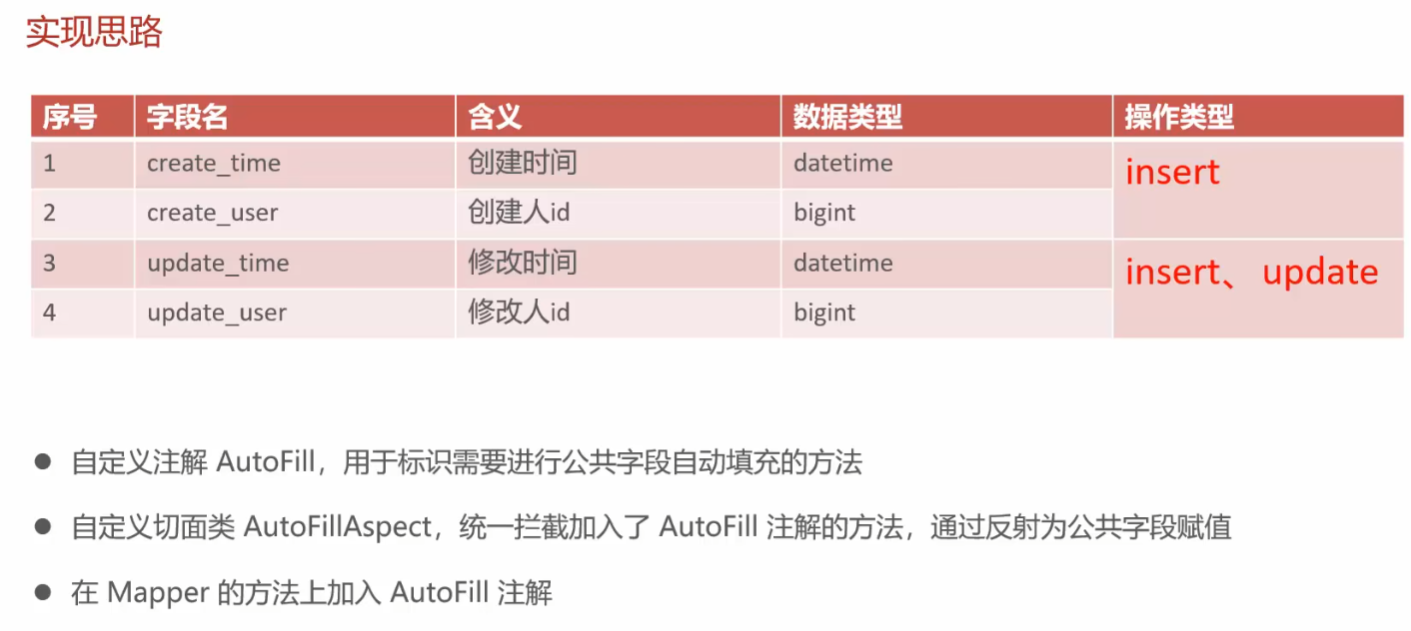 实现思路
序号 字段名 含义 数据类型 操作类型
1 create_time 创建时间 datetime insert
2 create_user 创建人id bigint
3 update_time 修改时间 datetime insert、 update
4 update_user 修改人id bigint
● 自定义注解 AutoFill，用于标识需要进行公共字段自动填充的方法
● 自定义切面类 AutoFillAspect，统一拦截加入了 AutoFill 注解的方法，通过反射为公共字段赋值
● 在 Mapper 的方法上加入 AutoFill 注解